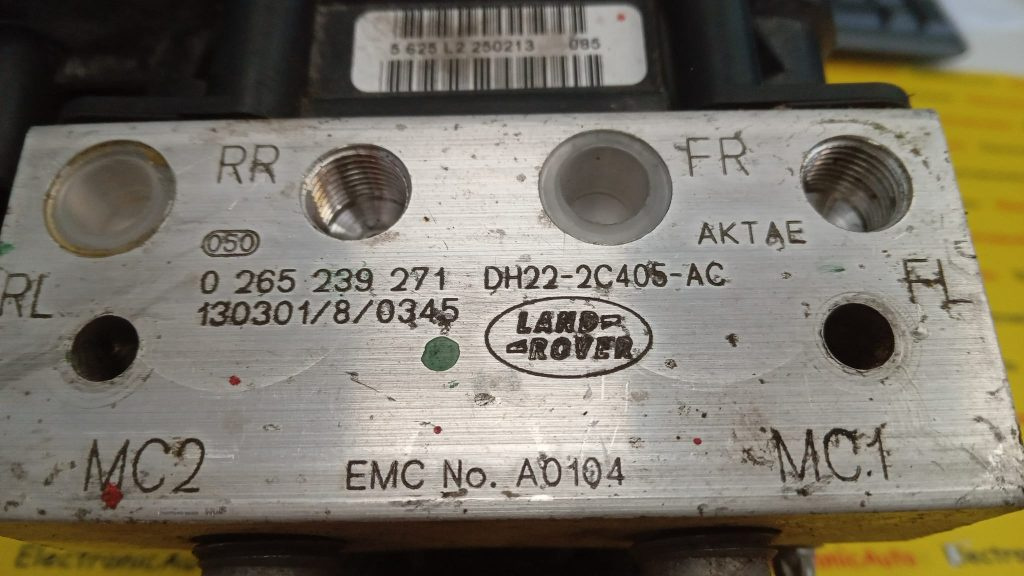 5 625 L2 250213 085
RR
FR
050
AKTAE
0 265 239 271 DH22-2C405-AC
RL
FL
130301/8/0345
LAND-
-ROVER
MC2
MC1
EMC No. A0104
ElectronicAuto